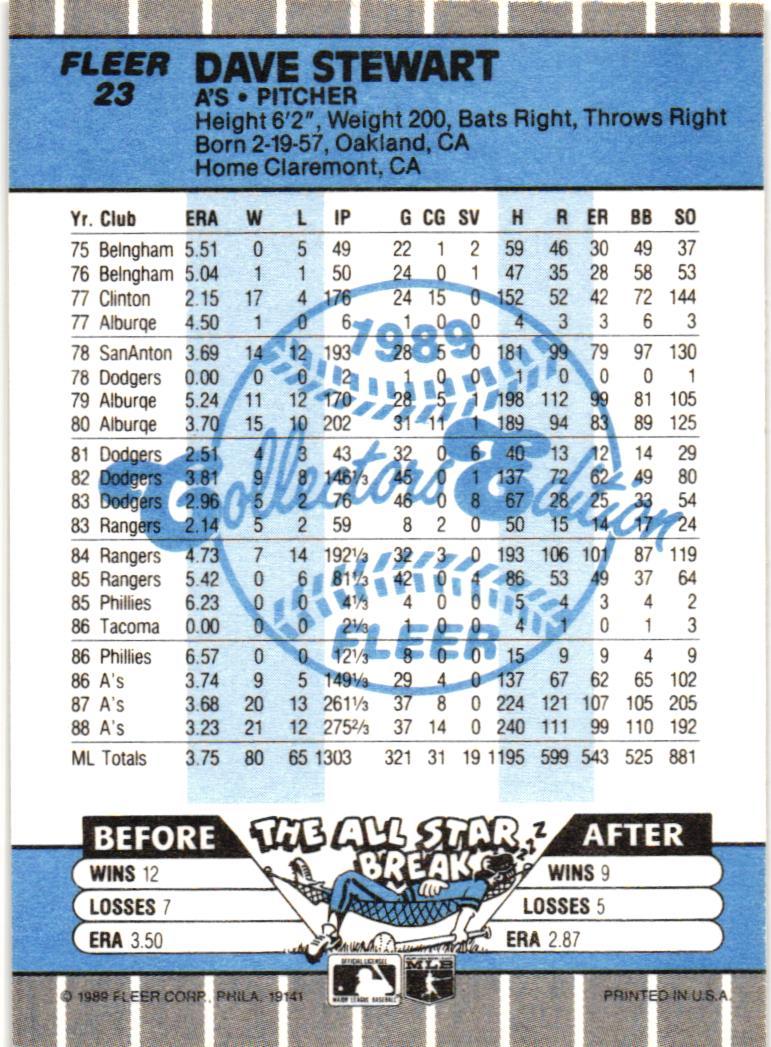 FLEER DAVE STEWART
23 A'S • PITCHER
Height 6'2", Weight 200, Bats Right, Throws Right
Born 2-19-57, Oakland, CA
Home Claremont, CA
Yr. Club ERA W L IP G CG SV H R ER BB SO
75 Belngham 5.51 0 5 49 22 1 2 59 46 30 49 37
76 Belngham 5.04 1 1 50 24 0 1 47 35 28 58 53
77 Clinton 2.15 17 4 176 24 15 0 152 52 42 72 144
77 Alburqe 4.50 1 0 6 1 0 0 4 3 3 6 3
1989
78 SanAnton 3.69 14 12 193 28 5 0 181 99 79 97 130
78 Dodgers 0.00 0 0 2 1 0 0 1 0 0 0 1
79 Alburqe 5.24 11 12 170 28 5 1 198 112 99 81 105
80 Alburqe 3.70 15 10 202 31 11 1 189 94 83 89 125
81 Dodgers 2.51 4 3 43 32 0 6 40 13 12 14 29
82 Dodgers 3.81 9 8 146⅓ 45 0 1 137 72 62 49 80
Collectors Edition
83 Dodgers 2.96 5 2 76 46 0 8 67 28 25 33 54
83 Rangers 2.14 5 2 59 8 2 0 50 15 14 17 24
84 Rangers 4.73 7 14 192⅓ 32 3 0 193 106 101 87 119
85 Rangers 5.42 0 6 81⅓ 42 0 4 86 53 49 37 64
85 Phillies 6.23 0 0 4⅓ 4 0 0 5 4 3 4 2
86 Tacoma 0.00 0 0 2⅓ 1 0 0 4 1 0 1 3
FLEER
86 Phillies 6.57 0 0 12⅓ 8 0 0 15 9 9 4 9
86 A's 3.74 9 5 149⅓ 29 4 0 137 67 62 65 102
87 A's 3.68 20 13 261⅓ 37 8 0 224 121 107 105 205
88 A's 3.23 21 12 275⅔ 37 14 0 240 111 99 110 192
ML Totals 3.75 80 65 1303 321 31 19 1195 599 543 525 881
BEFORE THE ALL STAR BREAK ZZZ AFTER
WINS 12 WINS 9
LOSSES 7 LOSSES 5
ERA 3.50 ERA 2.87
OFFICIAL LICENSEE
MAJOR LEAGUE BASEBALL
MLB
© 1989 FLEER CORP., PHILA. 19141 PRINTED IN U.S.A.